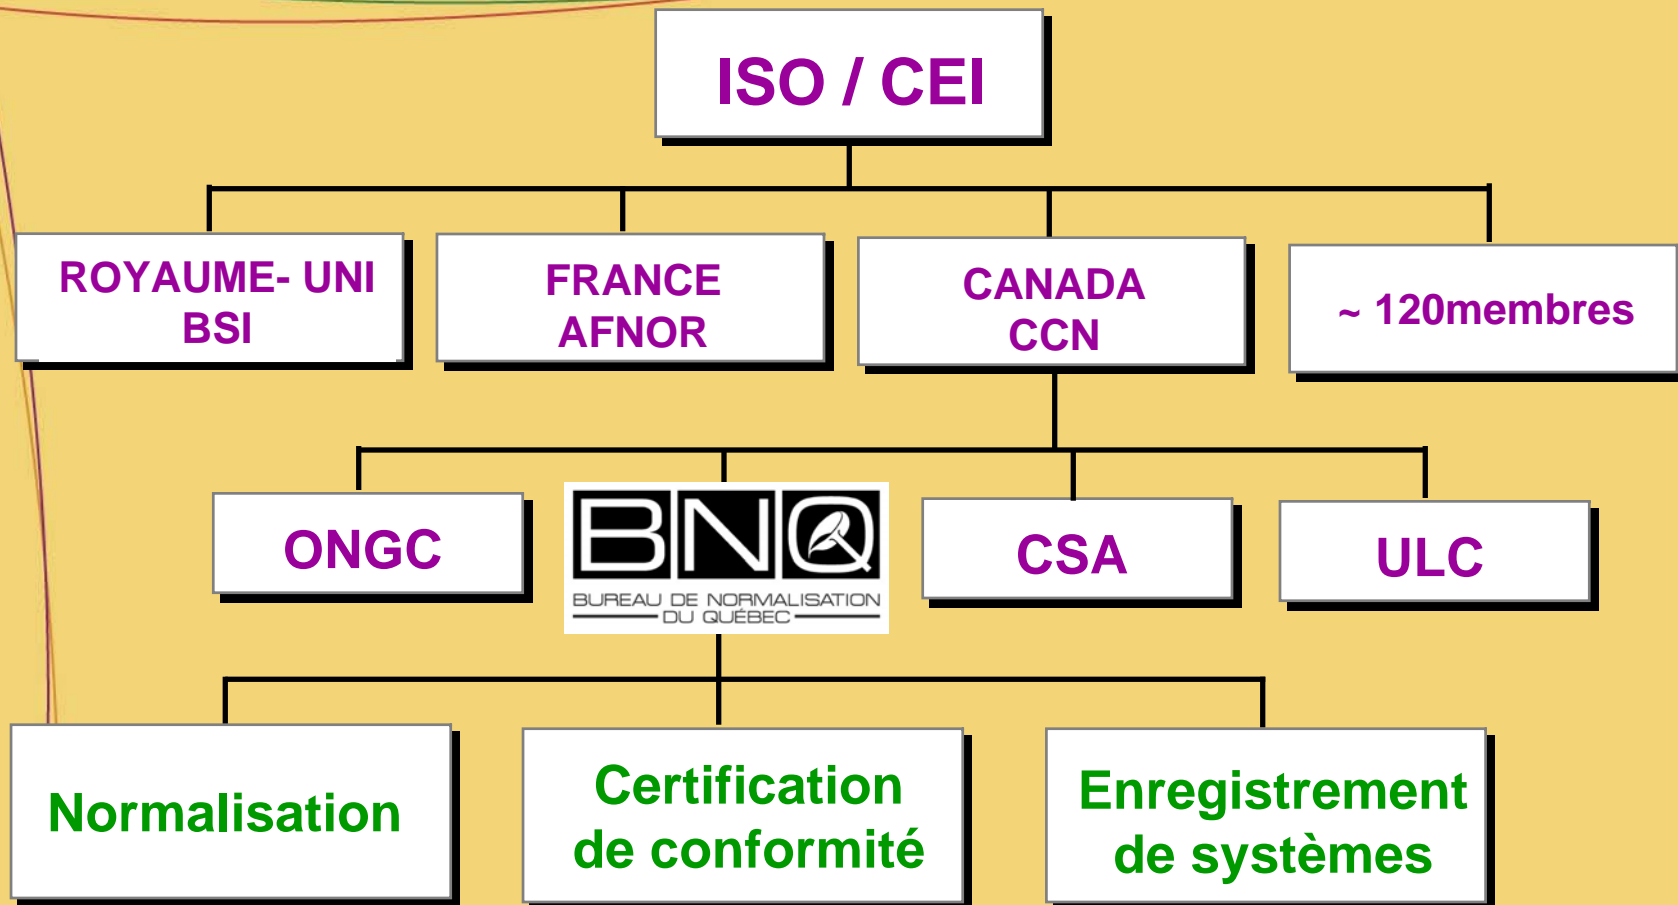 ISO / CEI
ROYAUME- UNI
BSI
FRANCE
AFNOR
CANADA
CCN
~ 120membres
ONGC
BNQ
BUREAU DE NORMALISATION
DU QUÉBEC
CSA
ULC
Normalisation
Certification
de conformité
Enregistrement
de systèmes